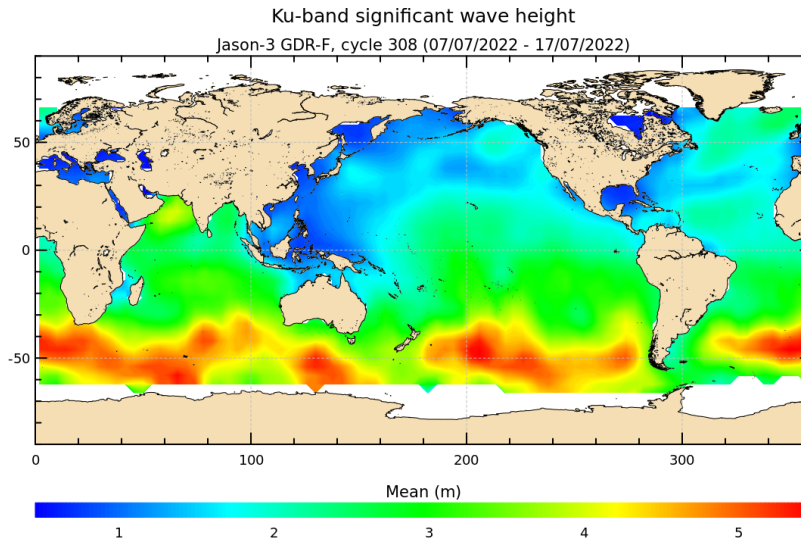 Ku-band significant wave height
Jason-3 GDR-F, cycle 308 (07/07/2022 - 17/07/2022)
50
0
-50
0 100 200 300
Mean (m)
1 2 3 4 5